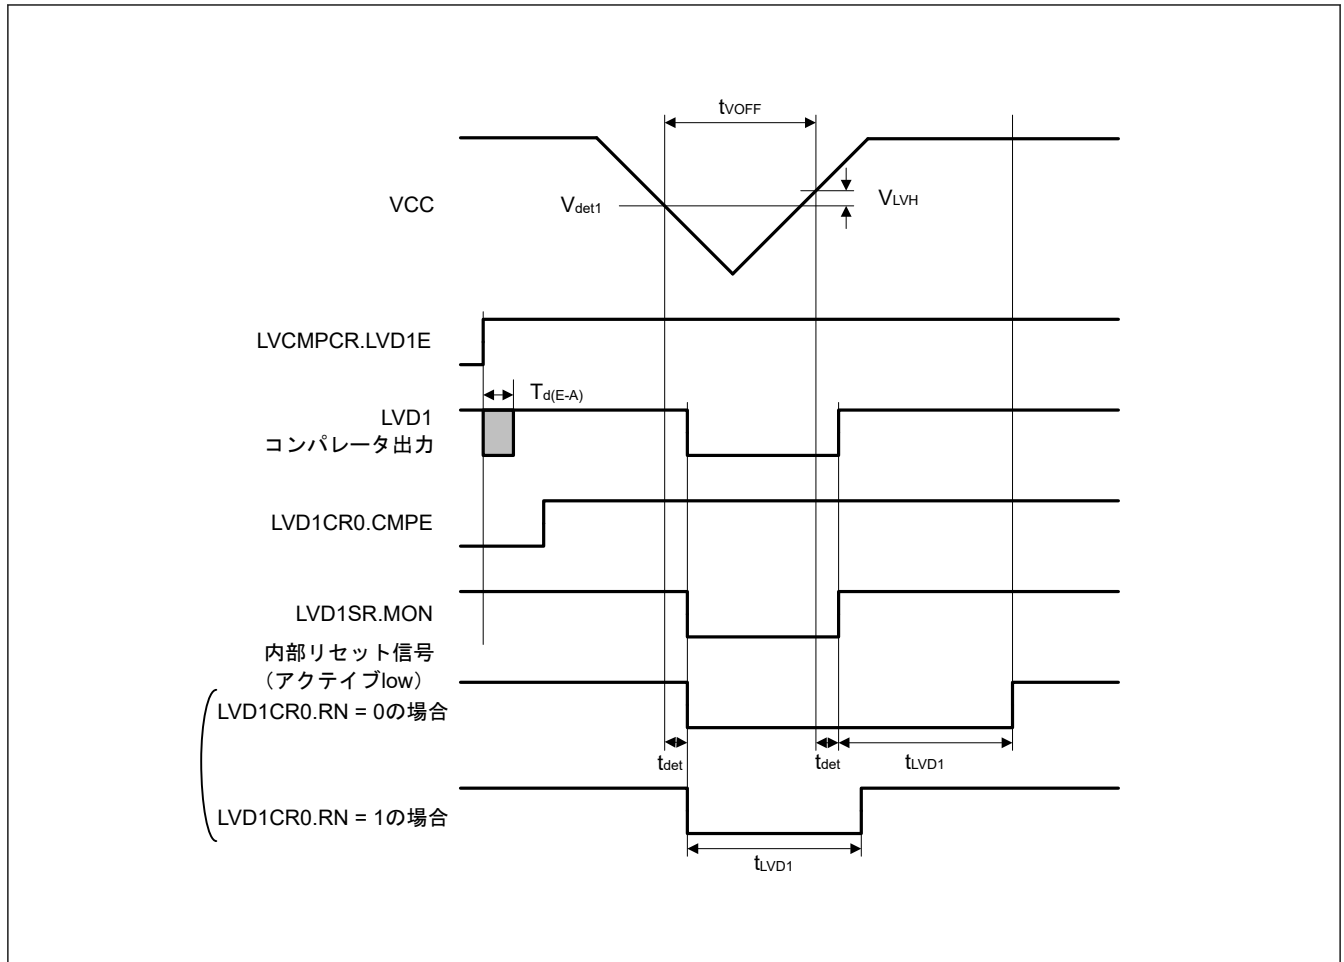 tVOFF
VCC
Vdet1
VLVH
LVCMPCR.LVD1E
Td(E-A)
LVD1
コンパレータ出力
LVD1CR0.CMPE
LVD1SR.MON
内部リセット信号
（アクティブlow）
LVD1CR0.RN = 0の場合
tdet
tdet
tLVD1
LVD1CR0.RN = 1の場合
tLVD1